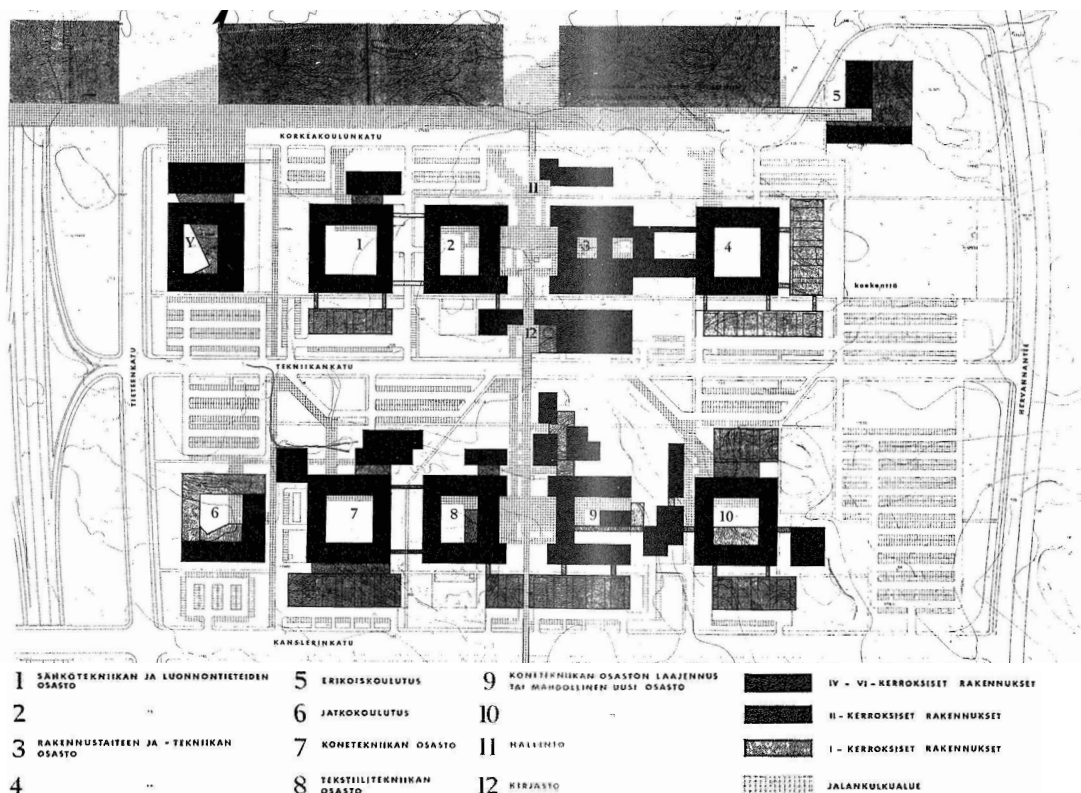 5
KORKEAKOULUNKATU
11
Y
1
2
3
4
koekenttä
12
TIETEENKATU
TEKNIIKANKATU
HERVANNANTIE
6
7
8
9
10
KANSLERINKATU
1 SÄHKÖTEKNIIKAN JA LUONNONTIETEIDEN
OSASTO
2 "
3 RAKENNUSTAITEEN JA - TEKNIIKAN
OSASTO
4 "
5 ERIKOISKOULUTUS
6 JATKOKOULUTUS
7 KONETEKNIIKAN OSASTO
8 TEKSTIILITEKNIIKAN
OSASTO
9 KONETEKNIIKAN OSASTON LAAJENNUS
TAI MAHDOLLINEN UUSI OSASTO
10 "
11 HALLINTO
12 KIRJASTO
IV - VI - KERROKSISET RAKENNUKSET
II - KERROKSISET RAKENNUKSET
I - KERROKSISET RAKENNUKSET
JALANKULKUALUE